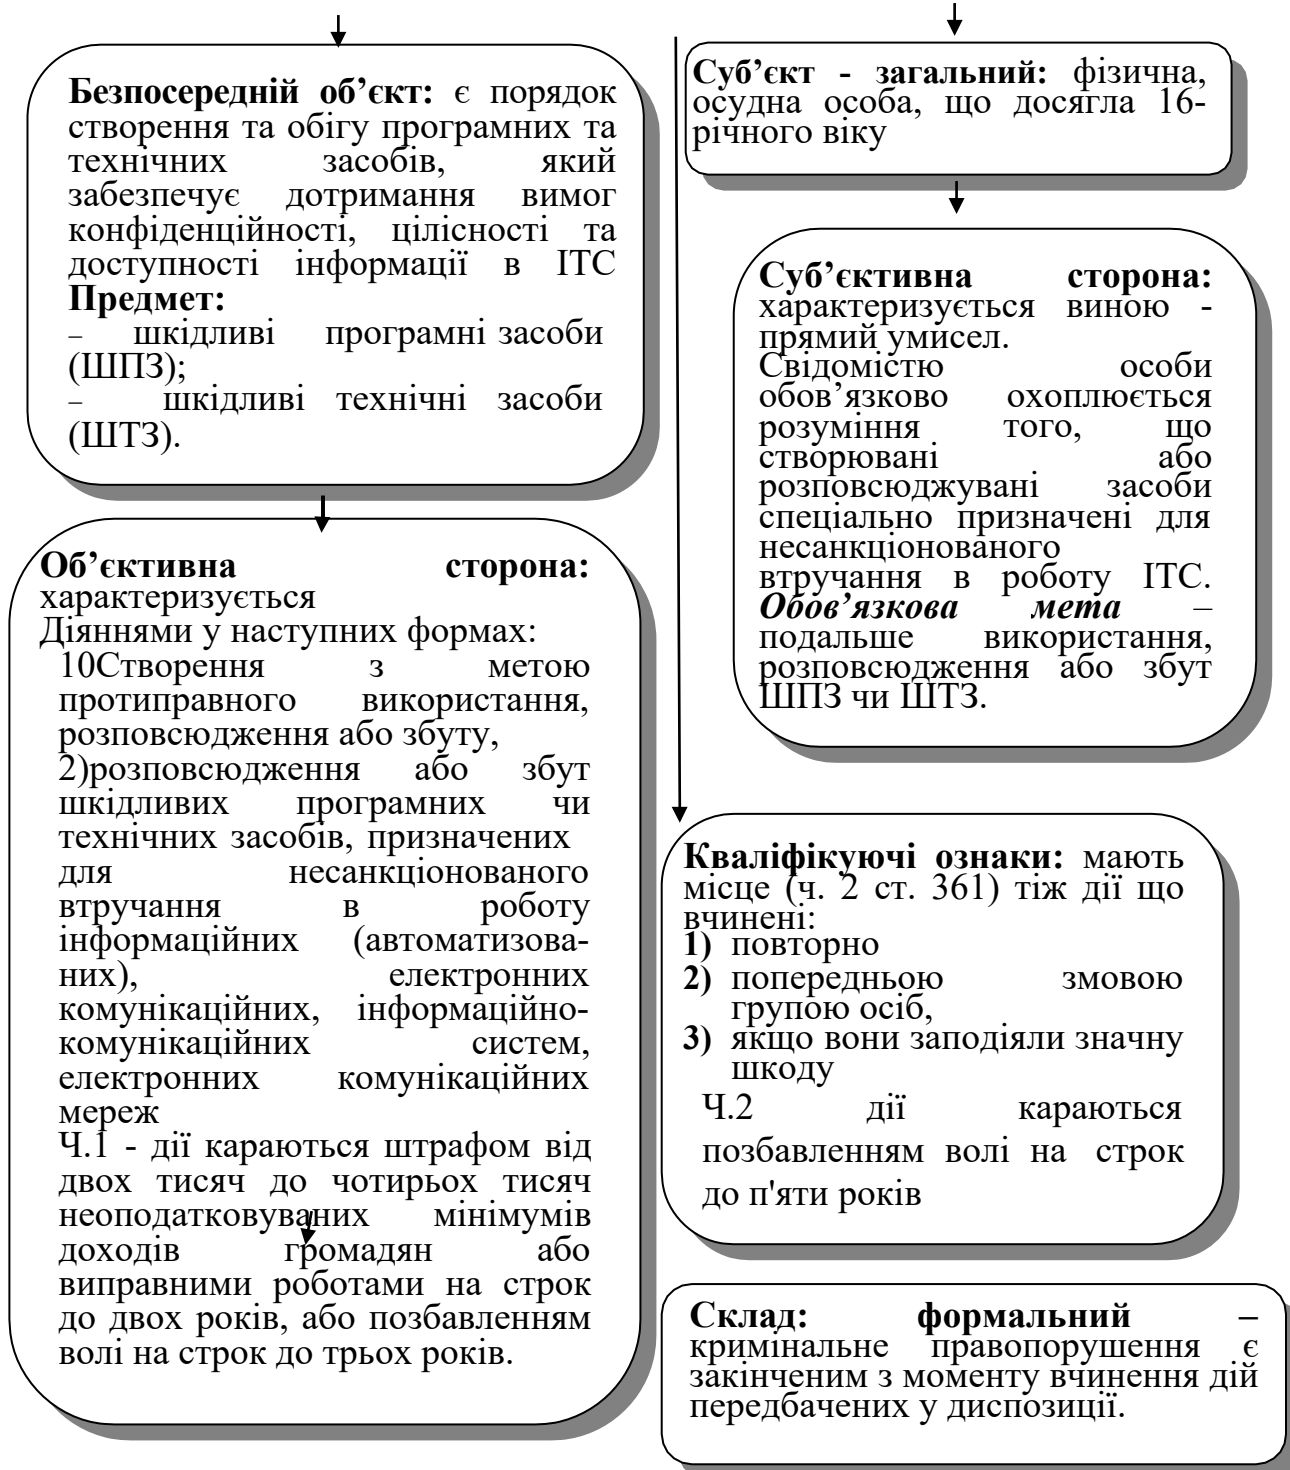 Безпосередній об’єкт: є порядок
створення та обігу програмних та
технічних засобів, який
забезпечує дотримання вимог
конфіденційності, цілісності та
доступності інформації в ІТС
Предмет:
– шкідливі програмні засоби
(ШПЗ);
– шкідливі технічні засоби
(ШТЗ).
Об’єктивна сторона:
характеризується
Діяннями у наступних формах:
10Створення з метою
протиправного використання,
розповсюдження або збуту,
2)розповсюдження або збут
шкідливих програмних чи
технічних засобів, призначених
для несанкціонованого
втручання в роботу
інформаційних (автоматизова-
них), електронних
комунікаційних, інформаційно-
комунікаційних систем,
електронних комунікаційних
мереж
Ч.1 - дії караються штрафом від
двох тисяч до чотирьох тисяч
неоподатковуваних мінімумів
доходів громадян або
виправними роботами на строк
до двох років, або позбавленням
волі на строк до трьох років.
Суб’єкт - загальний: фізична,
осудна особа, що досягла 16-
річного віку
Суб’єктивна сторона:
характеризується виною -
прямий умисел.
Свідомістю особи
обов’язково охоплюється
розуміння того, що
створювані або
розповсюджувані засоби
спеціально призначені для
несанкціонованого
втручання в роботу ІТС.
Обов’язкова мета –
подальше використання,
розповсюдження або збут
ШПЗ чи ШТЗ.
Кваліфікуючі ознаки: мають
місце (ч. 2 ст. 361) тіж дії що
вчинені:
1) повторно
2) попередньою змовою
групою осіб,
3) якщо вони заподіяли значну
шкоду
Ч.2 дії караються
позбавленням волі на строк
до п'яти років
Склад: формальний –
кримінальне правопорушення є
закінченим з моменту вчинення дій
передбачених у диспозиції.